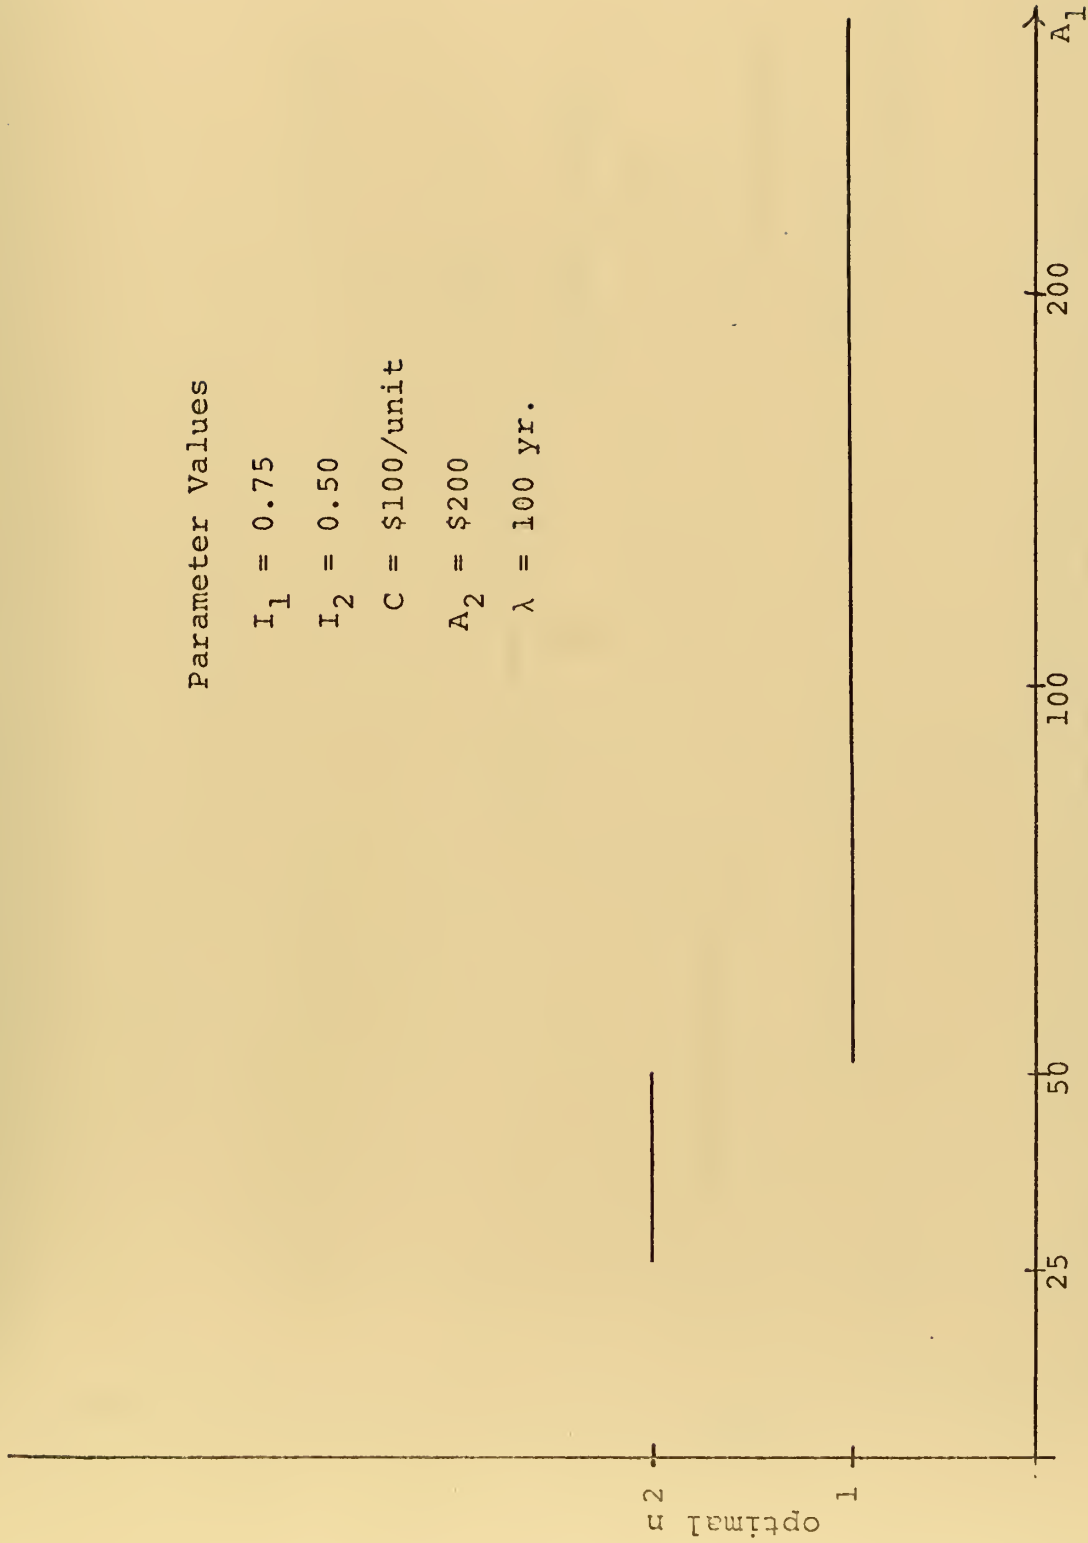 Parameter Values
I₁ = 0.75
I₂ = 0.50
C = $100/unit
A₂ = $200
λ = 100 yr.
optimal n
2
1
25
50
100
200
A₁